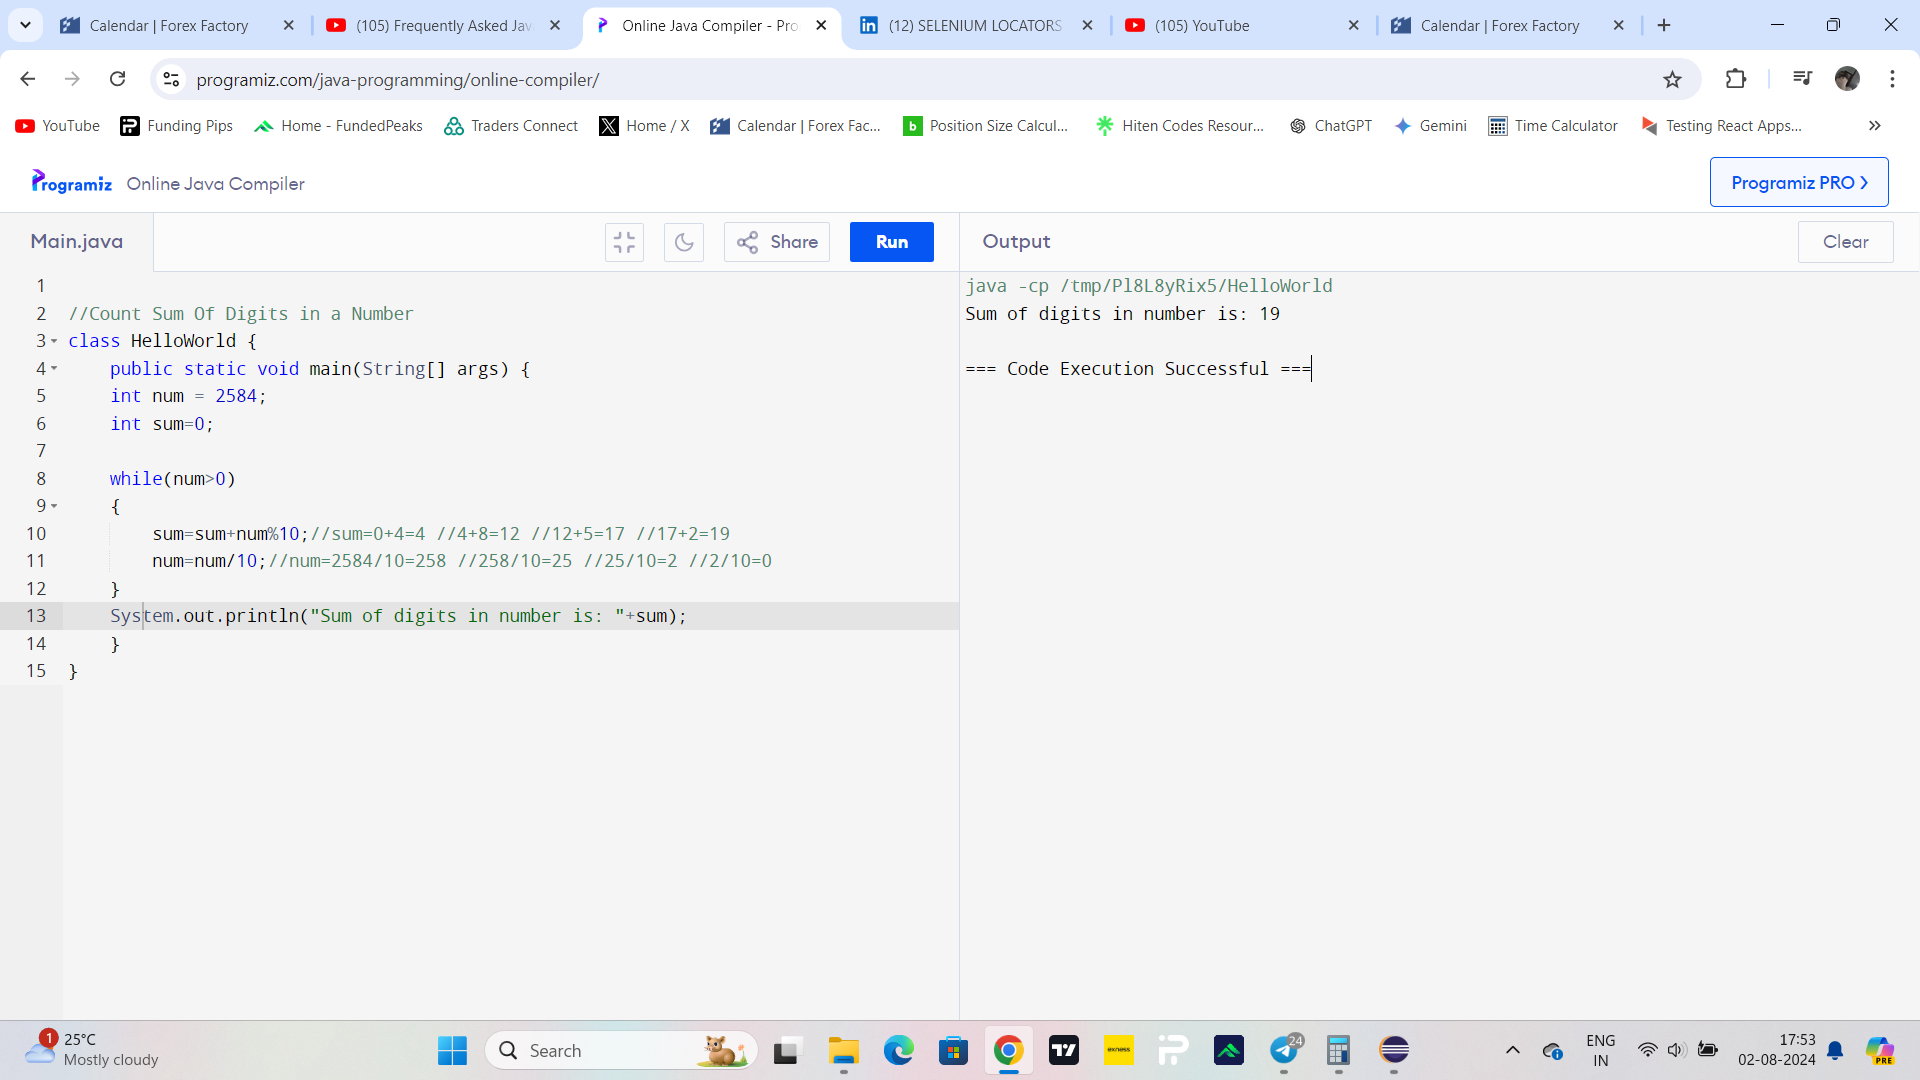 Calendar | Forex Factory
(105) Frequently Asked Jav
Online Java Compiler - Pro
(12) SELENIUM LOCATORS
(105) YouTube
Calendar | Forex Factory
programiz.com/java-programming/online-compiler/
YouTube
Funding Pips
Home - FundedPeaks
Traders Connect
Home / X
Calendar | Forex Fac...
Position Size Calcul...
Hiten Codes Resour...
ChatGPT
Gemini
Time Calculator
Testing React Apps...
Programiz Online Java Compiler
Programiz PRO
Main.java
Share
Run
Output
Clear
1
2 //Count Sum Of Digits in a Number
3 class HelloWorld {
4 public static void main(String[] args) {
5 int num = 2584;
6 int sum=0;
7
8 while(num>0)
9 {
10 sum=sum+num%10;//sum=0+4=4 //4+8=12 //12+5=17 //17+2=19
11 num=num/10;//num=2584/10=258 //258/10=25 //25/10=2 //2/10=0
12 }
13 System.out.println("Sum of digits in number is: "+sum);
14 }
15 }
java -cp /tmp/Pl8L8yRix5/HelloWorld
Sum of digits in number is: 19
=== Code Execution Successful ===
1
25°C
Mostly cloudy
Search
exness
24
ENG
IN
17:53
02-08-2024
PRE